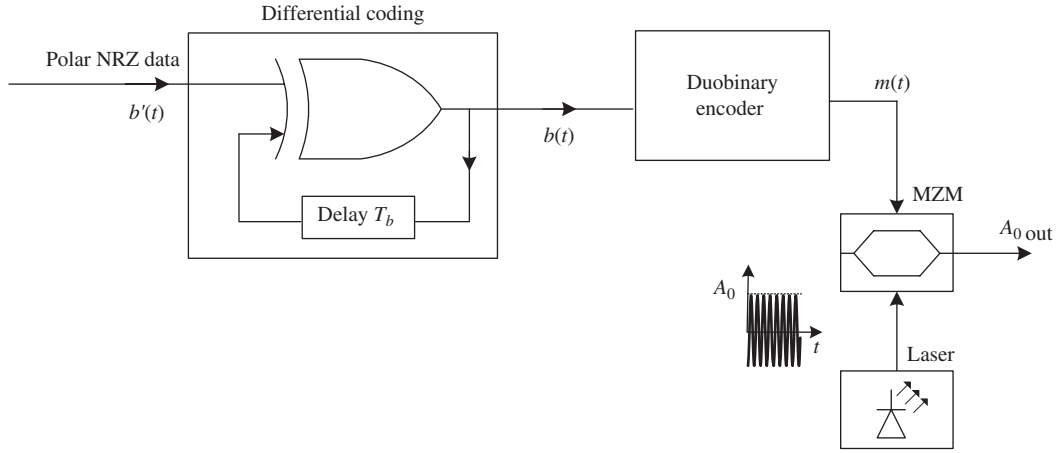 Differential coding
Polar NRZ data
b'(t)
Delay T_b
b(t)
Duobinary
encoder
m(t)
MZM
A_0 out
A_0
t
Laser